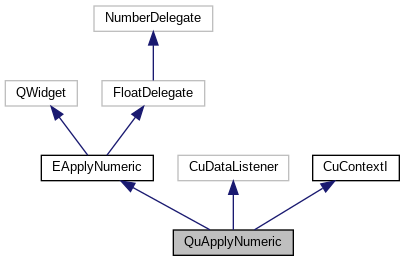 NumberDelegate
QWidget
FloatDelegate
EApplyNumeric
CuDataListener
CuContextI
QuApplyNumeric